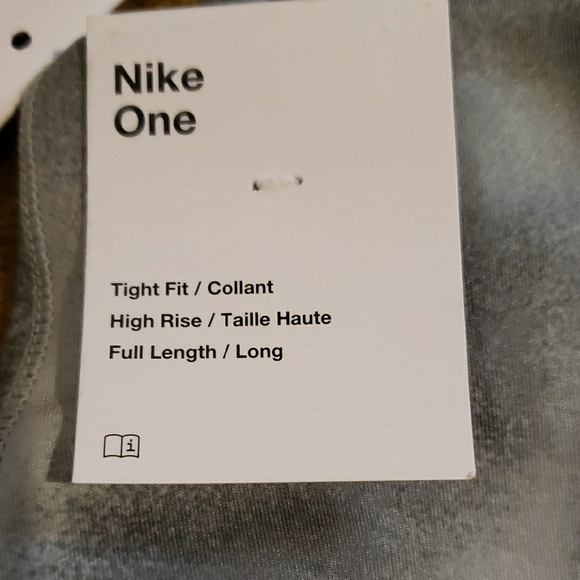 Nike
One
Tight Fit / Collant
High Rise / Taille Haute
Full Length / Long
i